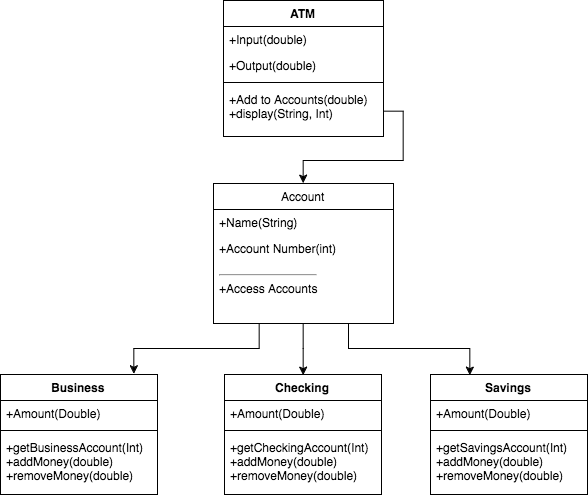 ATM
+Input(double)
+Output(double)
+Add to Accounts(double)
+display(String, Int)
Account
+Name(String)
+Account Number(int)
+Access Accounts
Business
+Amount(Double)
+getBusinessAccount(Int)
+addMoney(double)
+removeMoney(double)
Checking
+Amount(Double)
+getCheckingAccount(Int)
+addMoney(double)
+removeMoney(double)
Savings
+Amount(Double)
+getSavingsAccount(Int)
+addMoney(double)
+removeMoney(double)